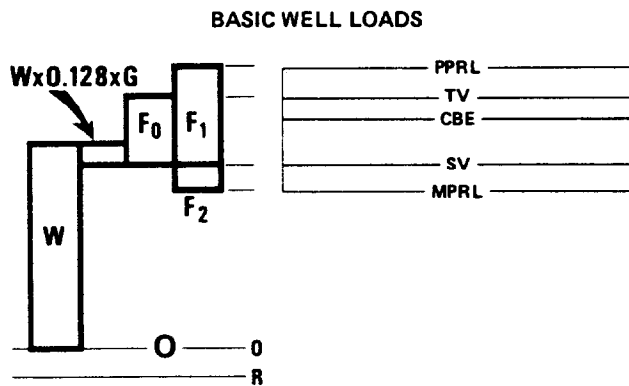 BASIC WELL LOADS
Wx0.128xG
PPRL
TV
F₀
F₁
CBE
SV
MPRL
F₂
W
O
0
R